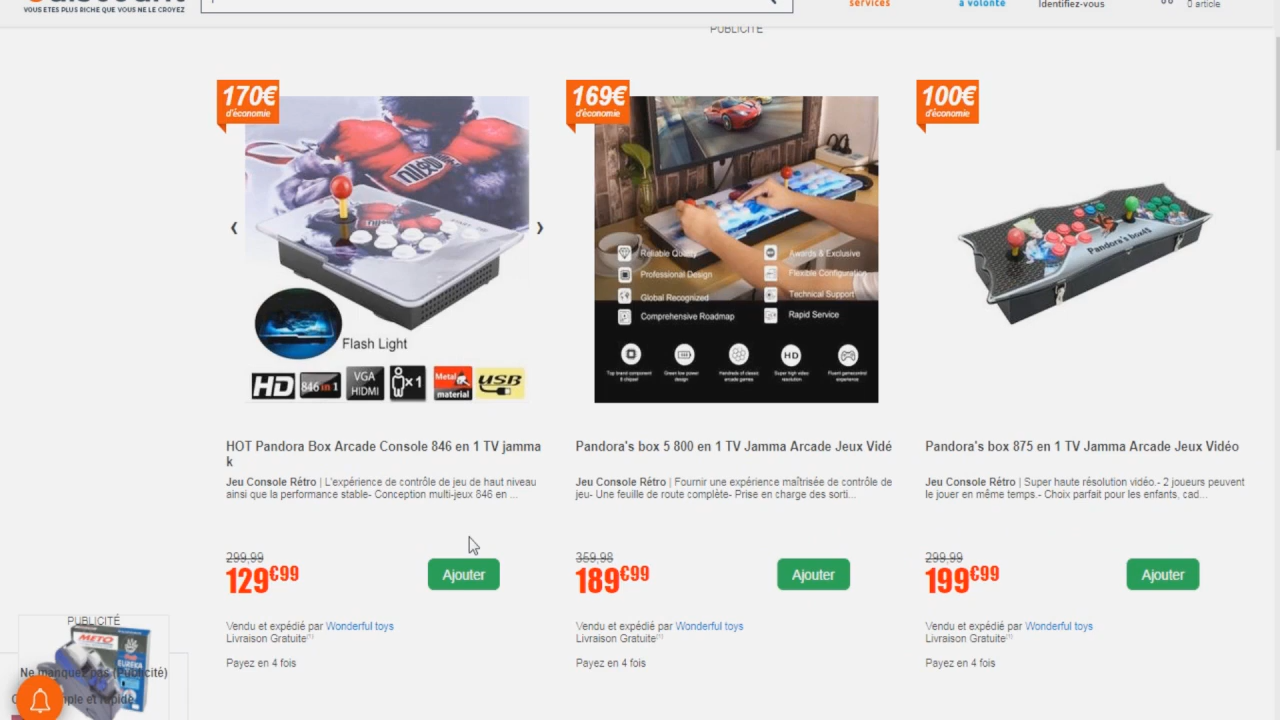 VOUS ETES PLUS RICHE QUE VOUS NE LE CROYEZ
services
à volonté
Identifiez-vous
0 article
PUBLICITÉ
170€
d'économie
169€
d'économie
100€
d'économie
Flash Light
HD
846 in 1
VGA
HDIMI
×1
Metal
material
USB
Reliable Quality
Professional Design
Global Recognized
Comprehensive Roadmap
Awards & Exclusive
Flexible Configuration
Technical Support
Rapid Service
HD
Top brand component
Green low power
design
Hundreds of classic
arcade games
Super high video
resolution
Fluent gamecontrol
experience
Pandora's box4S
HOT Pandora Box Arcade Console 846 en 1 TV jamma
k
Jeu Console Rétro | L'expérience de contrôle de jeu de haut niveau
ainsi que la performance stable- Conception multi-jeux 846 en ...
299,99
129€99
Ajouter
Vendu et expédié par Wonderful toys
Livraison Gratuite(1)
Payez en 4 fois
Pandora's box 5 800 en 1 TV Jamma Arcade Jeux Vidé
Jeu Console Rétro | Fournir une expérience maîtrisée de contrôle de
jeu- Une feuille de route complète- Prise en charge des sorti...
359,98
189€99
Ajouter
Vendu et expédié par Wonderful toys
Livraison Gratuite(1)
Payez en 4 fois
Pandora's box 875 en 1 TV Jamma Arcade Jeux Vidéo
Jeu Console Rétro | Super haute résolution vidéo.- 2 joueurs peuvent
le jouer en même temps.- Choix parfait pour les enfants, cad...
299,99
199€99
Ajouter
Vendu et expédié par Wonderful toys
Livraison Gratuite(1)
Payez en 4 fois
PUBLICITÉ
METO
EUREKA
Ne manquez pas (Publicité)
et rapide